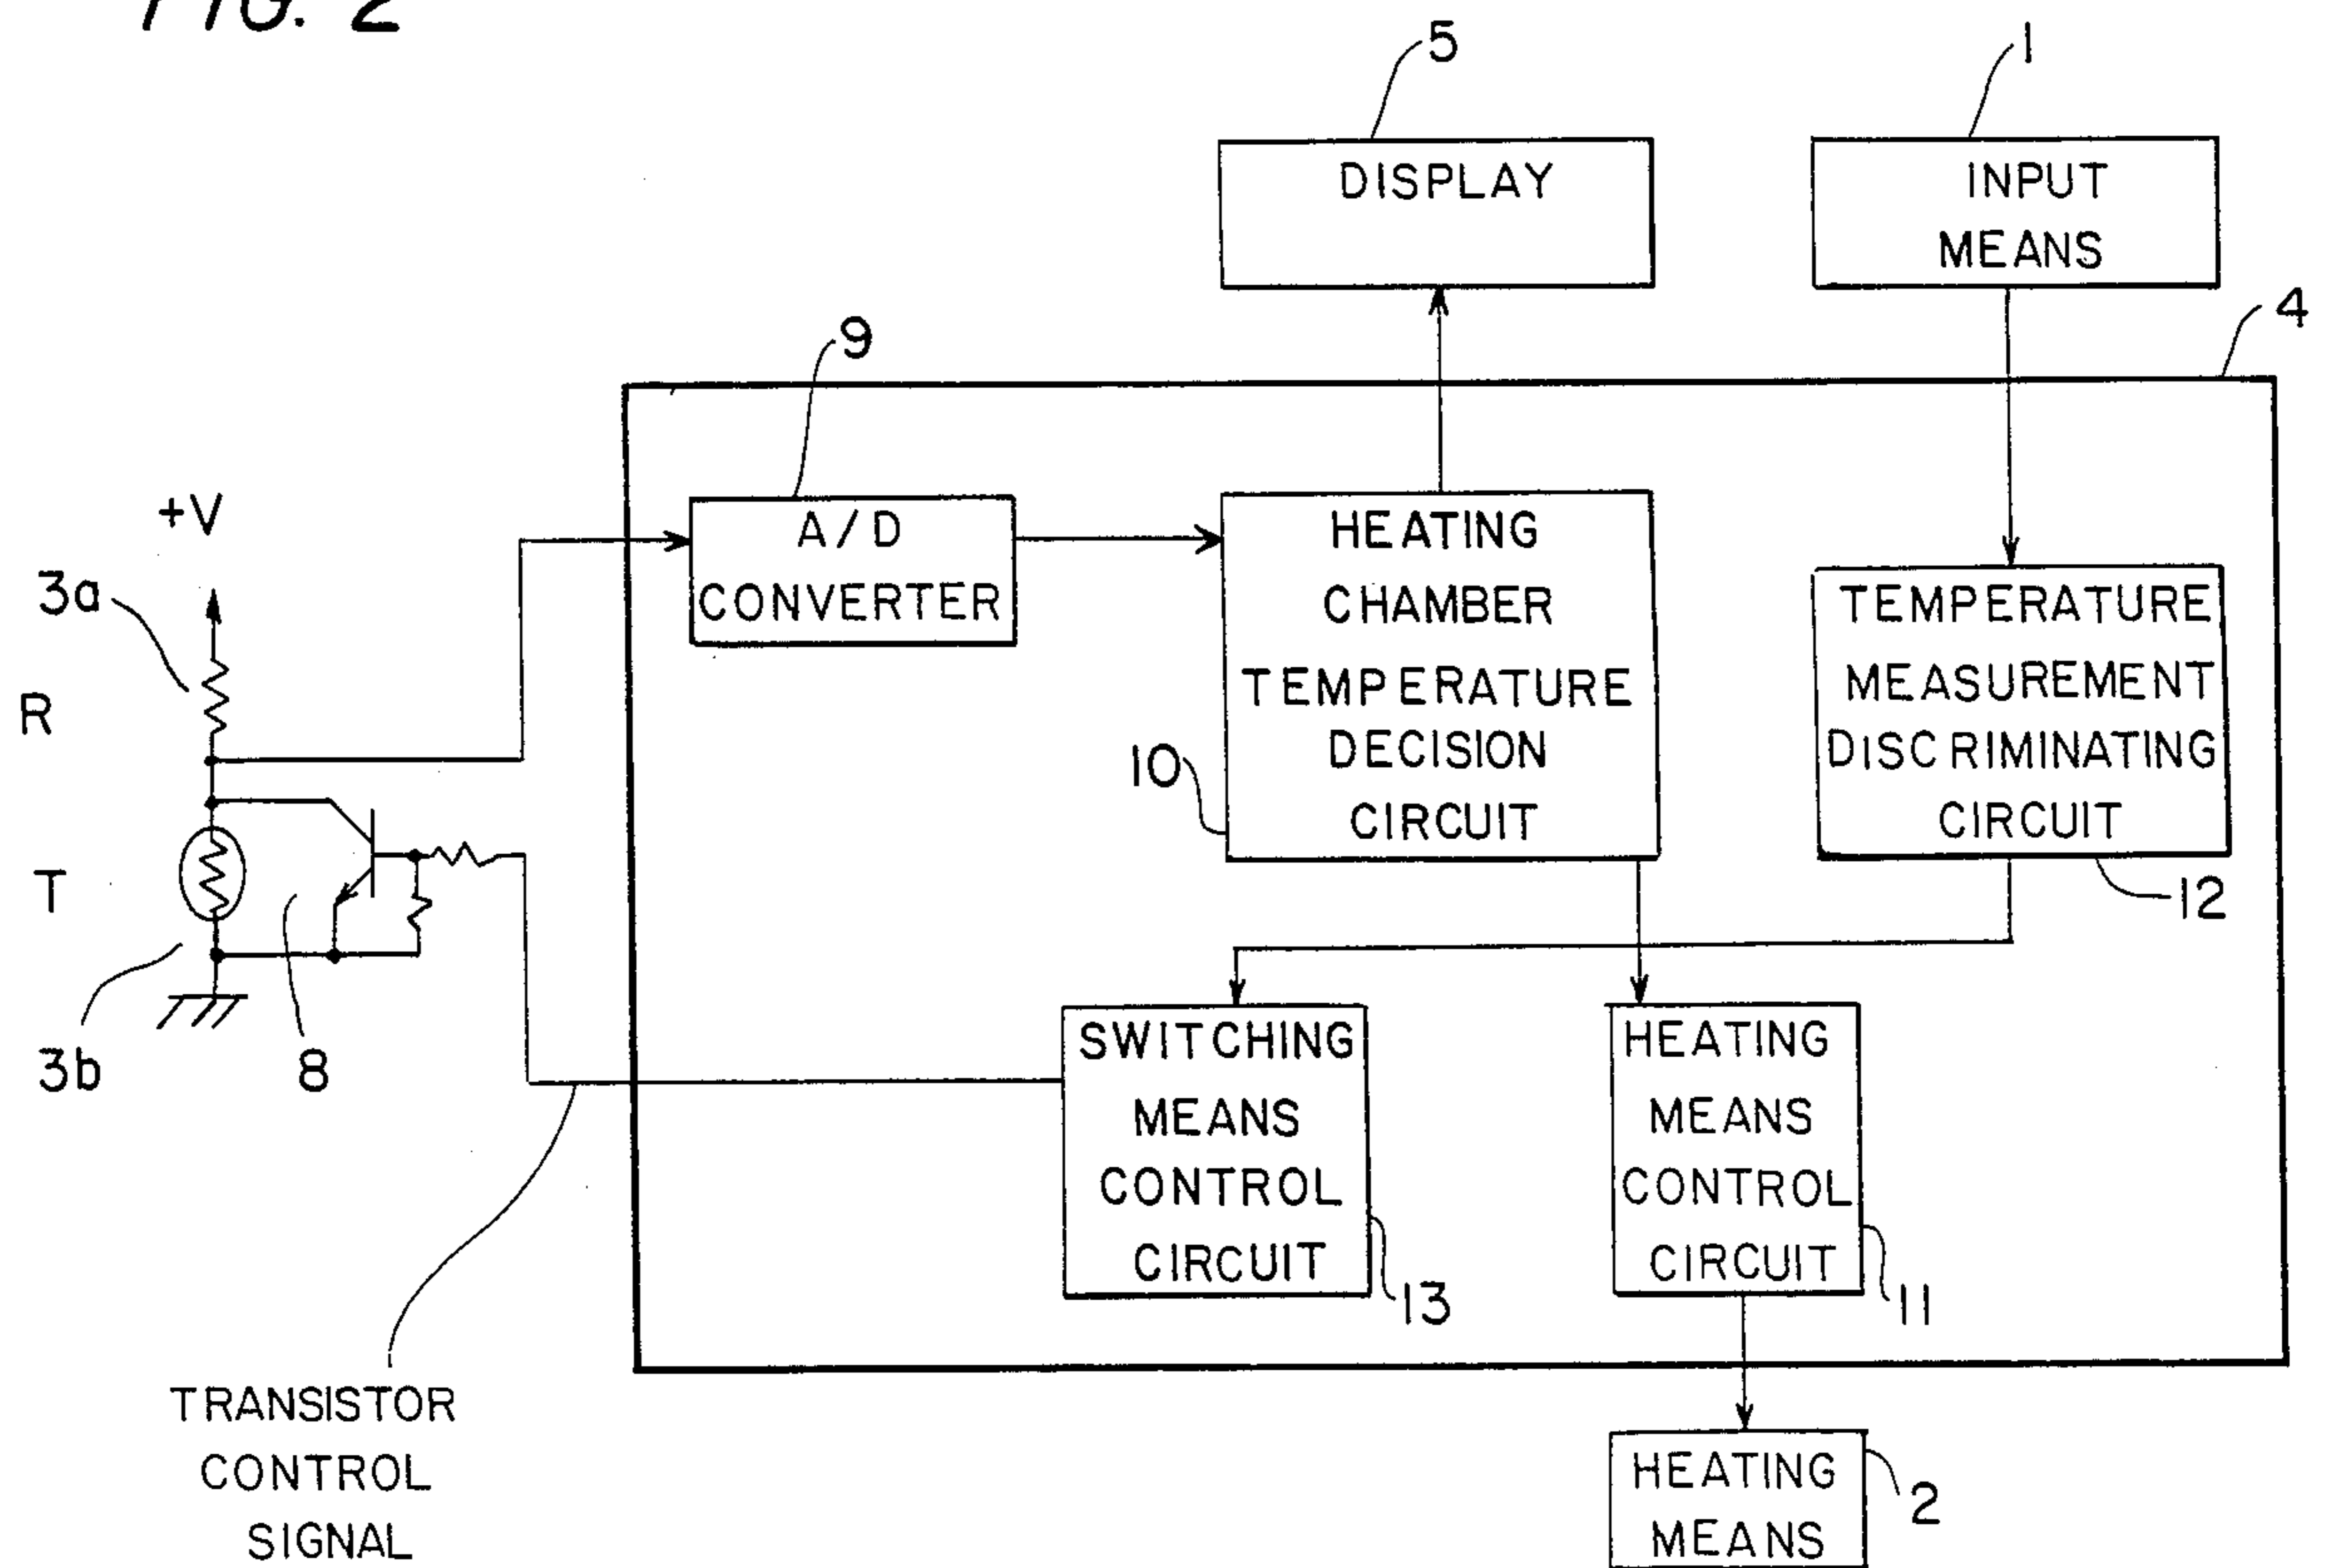 FIG. 2
5
1
DISPLAY
INPUT
MEANS
4
9
+V
A/D
CONVERTER
HEATING
CHAMBER
TEMPERATURE
DECISION
CIRCUIT
10
TEMPERATURE
MEASUREMENT
DISCRIMINATING
CIRCUIT
12
3a
R
T
3b
8
SWITCHING
MEANS
CONTROL
CIRCUIT
13
HEATING
MEANS
CONTROL
CIRCUIT
11
TRANSISTOR
CONTROL
SIGNAL
HEATING
MEANS
2